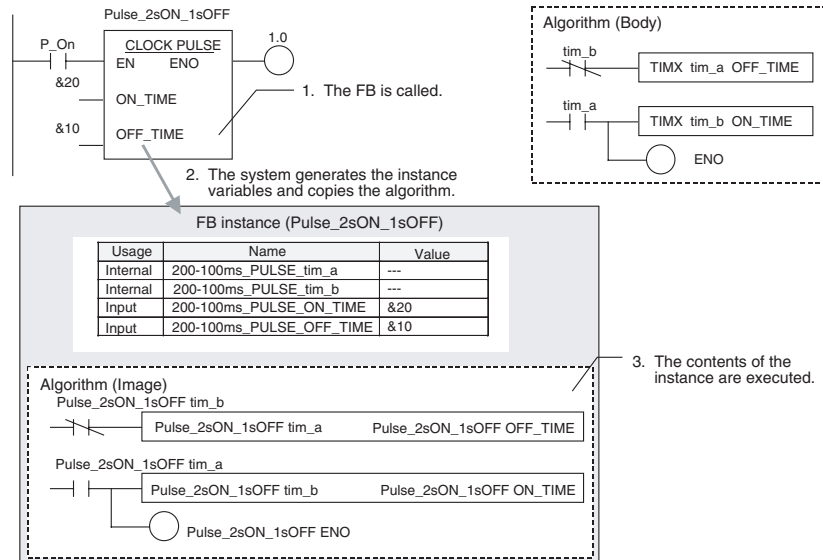 Pulse_2sON_1sOFF
P_On
CLOCK PULSE
EN ENO
1.0
&20
ON_TIME
&10
OFF_TIME
1. The FB is called.
2. The system generates the instance
variables and copies the algorithm.
Algorithm (Body)
tim_b
TIMX tim_a OFF_TIME
tim_a
TIMX tim_b ON_TIME
ENO
FB instance (Pulse_2sON_1sOFF)
Usage Name Value
Internal 200-100ms_PULSE_tim_a ---
Internal 200-100ms_PULSE_tim_b ---
Input 200-100ms_PULSE_ON_TIME &20
Input 200-100ms_PULSE_OFF_TIME &10
3. The contents of the
instance are executed.
Algorithm (Image)
Pulse_2sON_1sOFF tim_b
Pulse_2sON_1sOFF tim_a Pulse_2sON_1sOFF OFF_TIME
Pulse_2sON_1sOFF tim_a
Pulse_2sON_1sOFF tim_b Pulse_2sON_1sOFF ON_TIME
Pulse_2sON_1sOFF ENO